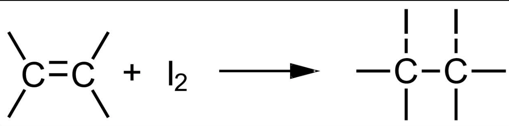 I I
C=C + I₂ → C–C